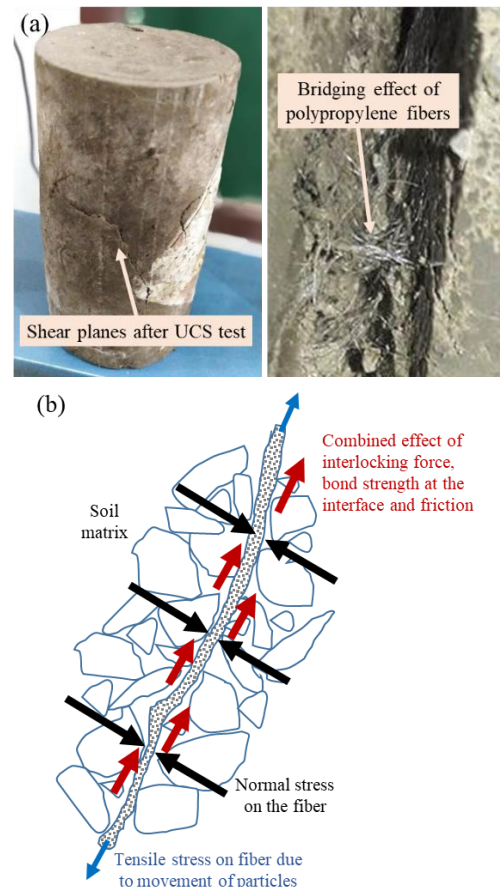 (a)
Bridging effect of
polypropylene fibers
Shear planes after UCS test
(b)
Combined effect of
interlocking force,
bond strength at the
interface and friction
Soil
matrix
Normal stress
on the fiber
Tensile stress on fiber due
to movement of particles